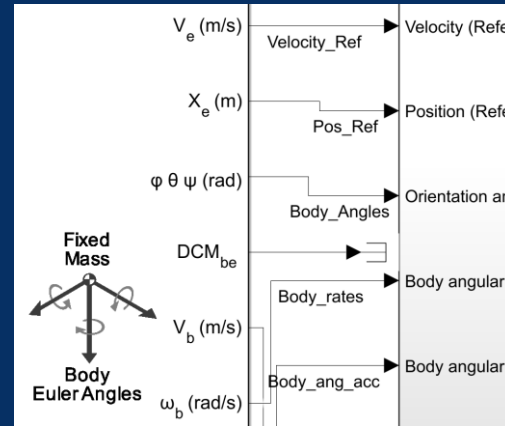 V_e (m/s)
Velocity_Ref
Velocity (Refe
X_e (m)
Pos_Ref
Position (Refe
φ θ ψ (rad)
Body_Angles
Orientation an
Fixed
Mass
DCM_be
Body_rates
Body angular
V_b (m/s)
Body
Euler Angles
Body_ang_acc
Body angular
ω_b (rad/s)